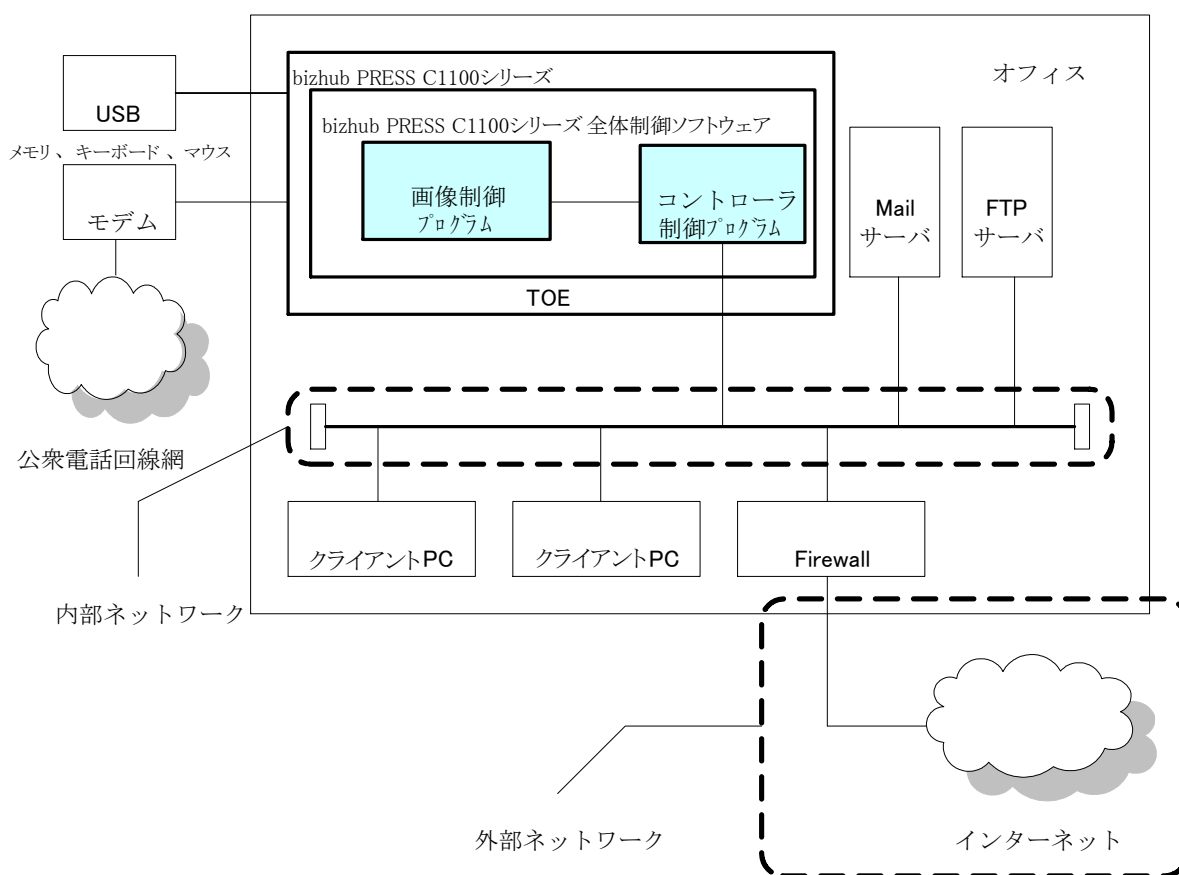 bizhub PRESS C1100シリーズ
オフィス
USB
bizhub PRESS C1100シリーズ 全体制御ソフトウェア
メモリ 、キーボード 、マウス
画像制御
プログラム
コントローラ
制御プログラム
Mail
サーバ
FTP
サーバ
モデム
TOE
公衆電話回線網
クライアントPC
クライアントPC
Firewall
内部ネットワーク
外部ネットワーク
インターネット